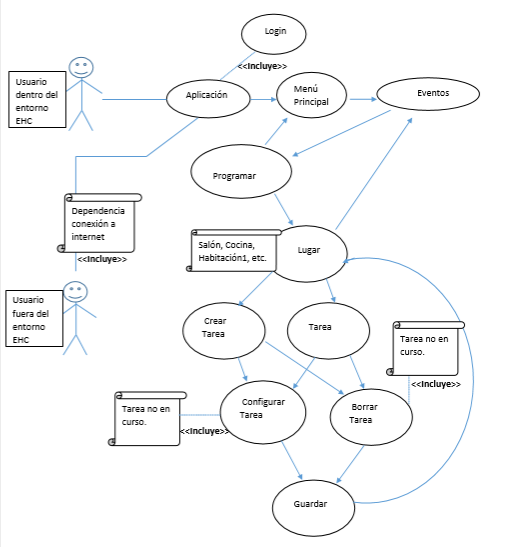 Login
<<Incluye>>
Usuario
dentro del
entorno
EHC
Aplicación
Menú
Principal
Eventos
Programar
Dependencia
conexión a
internet
<<Incluye>>
Salón, Cocina,
Habitación1, etc.
Lugar
Usuario
fuera del
entorno
EHC
Crear
Tarea
Tarea
Tarea no en
curso.
<<Incluye>>
Tarea no en
curso.
<<Incluye>>
Configurar
Tarea
Borrar
Tarea
Guardar